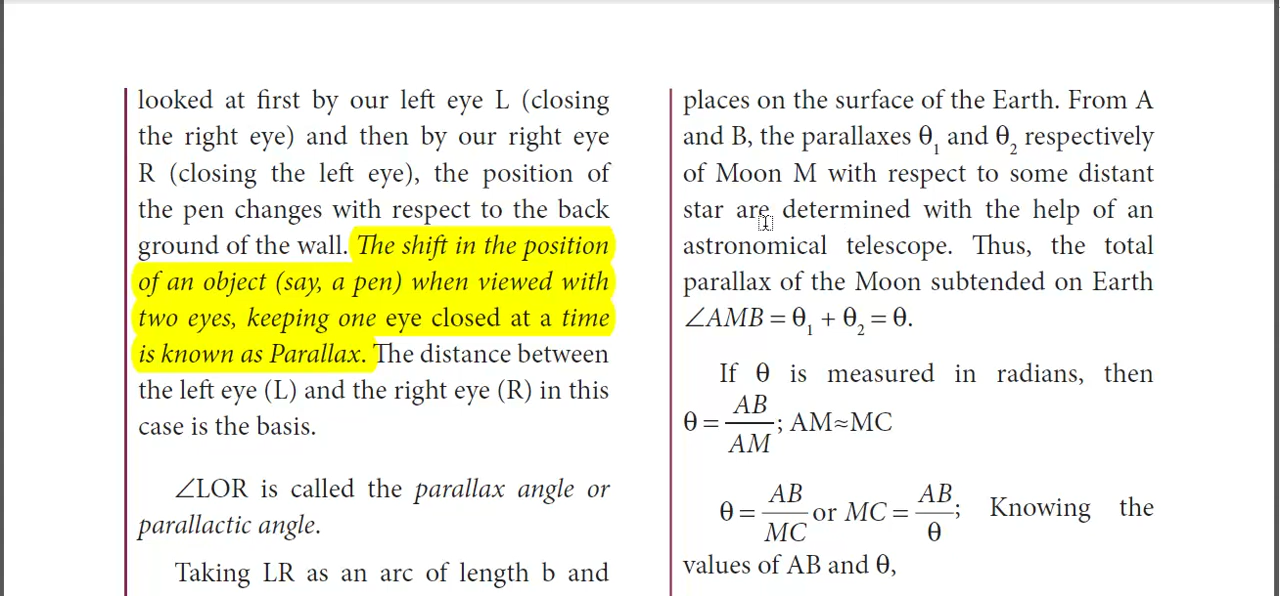 looked at first by our left eye L (closing
the right eye) and then by our right eye
R (closing the left eye), the position of
the pen changes with respect to the back
ground of the wall. The shift in the position
of an object (say, a pen) when viewed with
two eyes, keeping one eye closed at a time
is known as Parallax. The distance between
the left eye (L) and the right eye (R) in this
case is the basis.
∠LOR is called the parallax angle or
parallactic angle.
Taking LR as an arc of length b and
places on the surface of the Earth. From A
and B, the parallaxes θ₁ and θ₂ respectively
of Moon M with respect to some distant
star are determined with the help of an
astronomical telescope. Thus, the total
parallax of the Moon subtended on Earth
∠AMB = θ₁ + θ₂ = θ.
If θ is measured in radians, then
θ = AB/AM; AM≈MC
θ = AB/MC or MC = AB/θ; Knowing the
values of AB and θ,